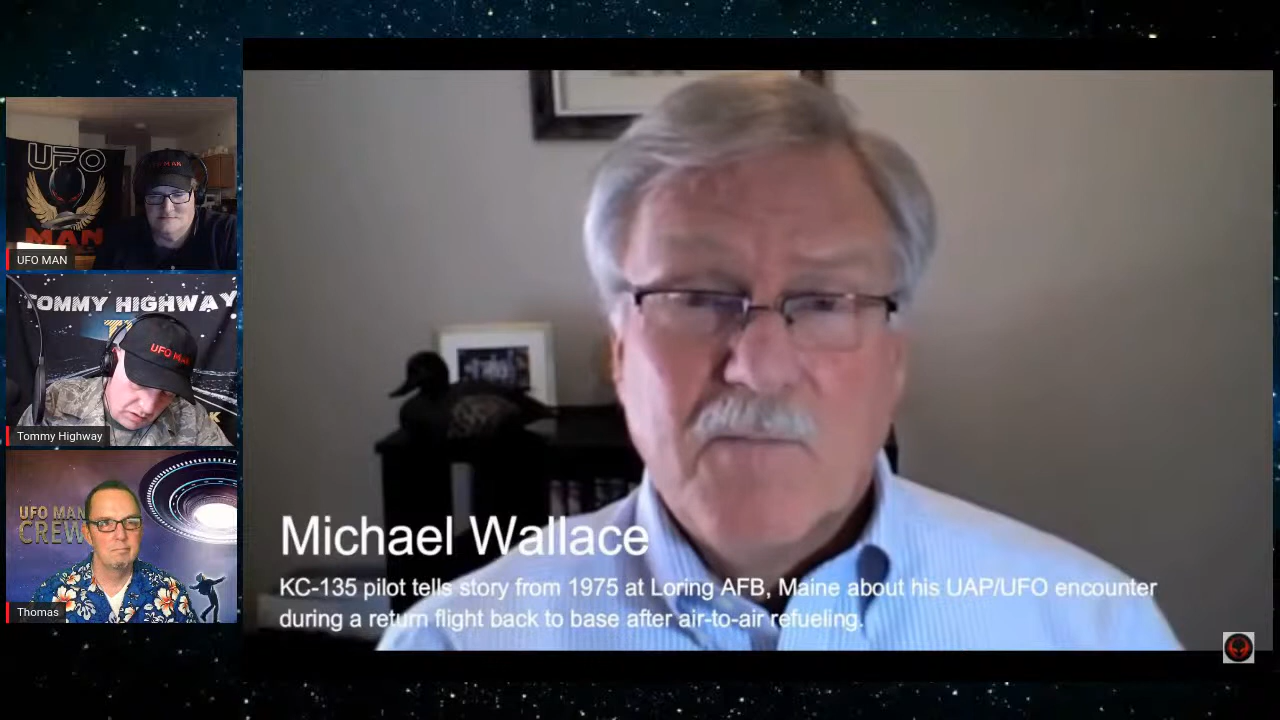 UFO
MAN
UFO MAN
UFO MAN
TOMMY HIGHWAY
UFO MAN
Tommy Highway
UFO MAN
CREW
Thomas
Michael Wallace
KC-135 pilot tells story from 1975 at Loring AFB, Maine about his UAP/UFO encounter
during a return flight back to base after air-to-air refueling.